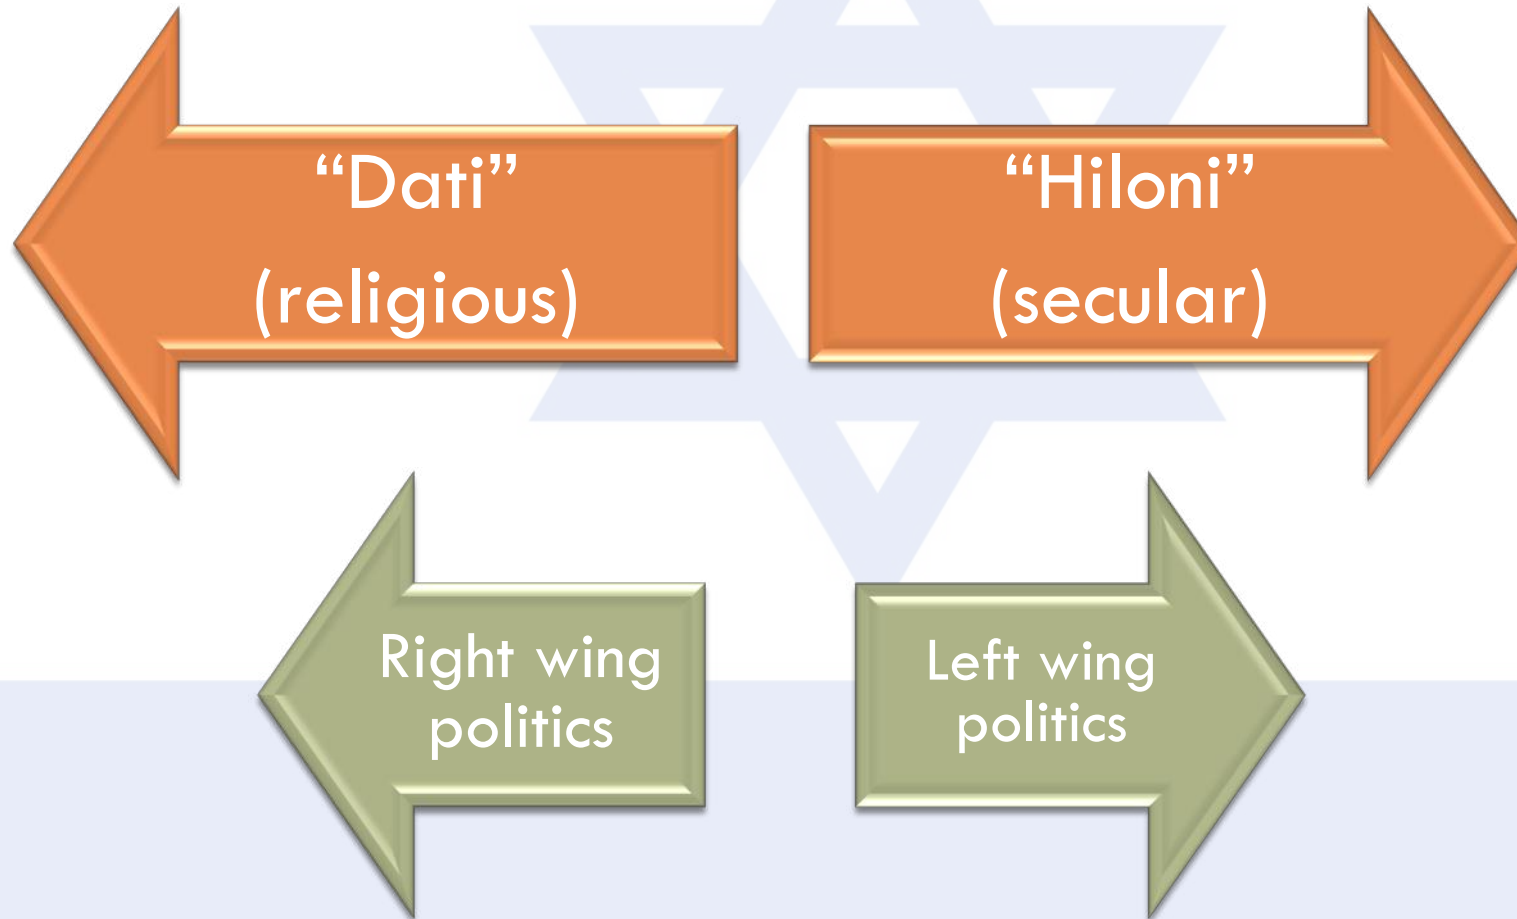 “Dati”
(religious)
“Hiloni”
(secular)
Right wing
politics
Left wing
politics